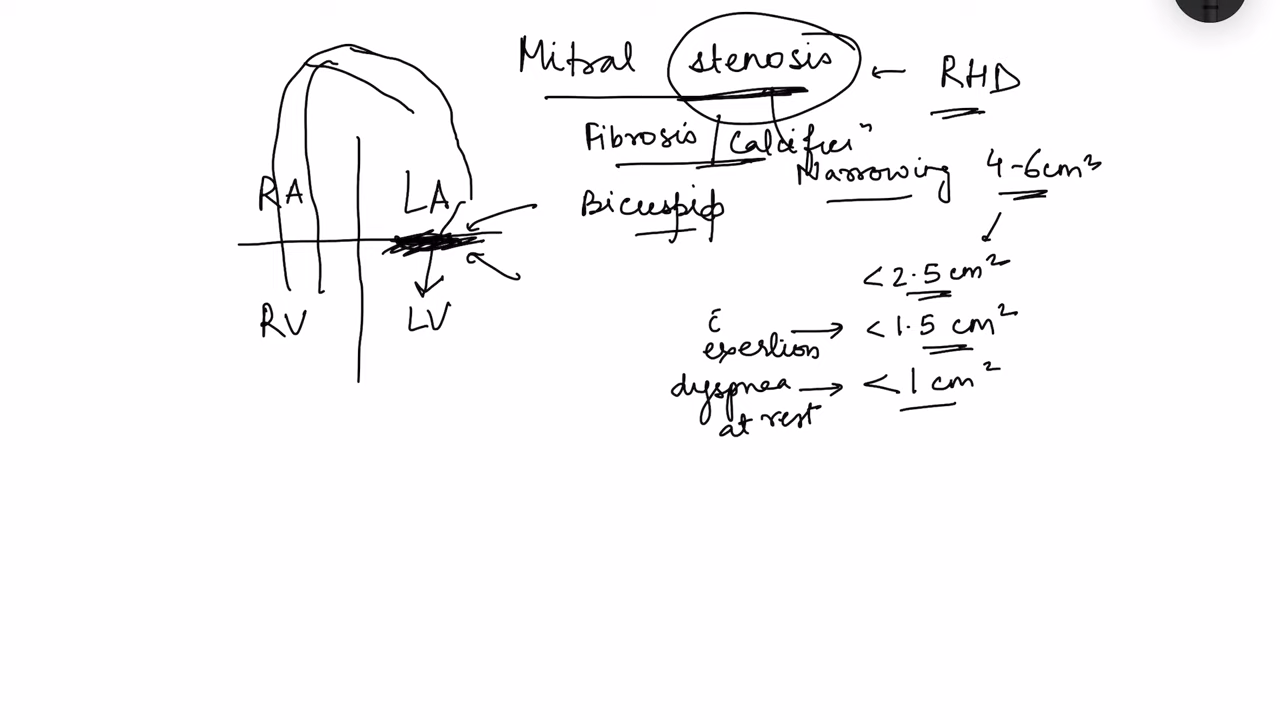 Mitral stenosis ← RHD
Fibrosis / Calcificⁿ
Narrowing 4-6cm³
Bicuspid
RA LA
< 2.5 cm²
RV LV
c̄ exertion → < 1.5 cm²
dyspnea at rest → < 1 cm²